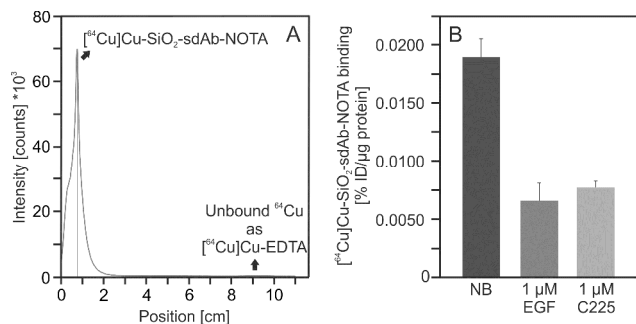 A
[⁶⁴Cu]Cu-SiO₂-sdAb-NOTA
Intensity [counts] *10³
80
60
40
20
0
Unbound ⁶⁴Cu
as
[⁶⁴Cu]Cu-EDTA
0 2 4 6 8 10
Position [cm]
B
[⁶⁴Cu]Cu-SiO₂-sdAb-NOTA binding
[% ID/µg protein]
0.0200
0.0150
0.0100
0.0050
0.000
NB
1 µM
EGF
1 µM
C225